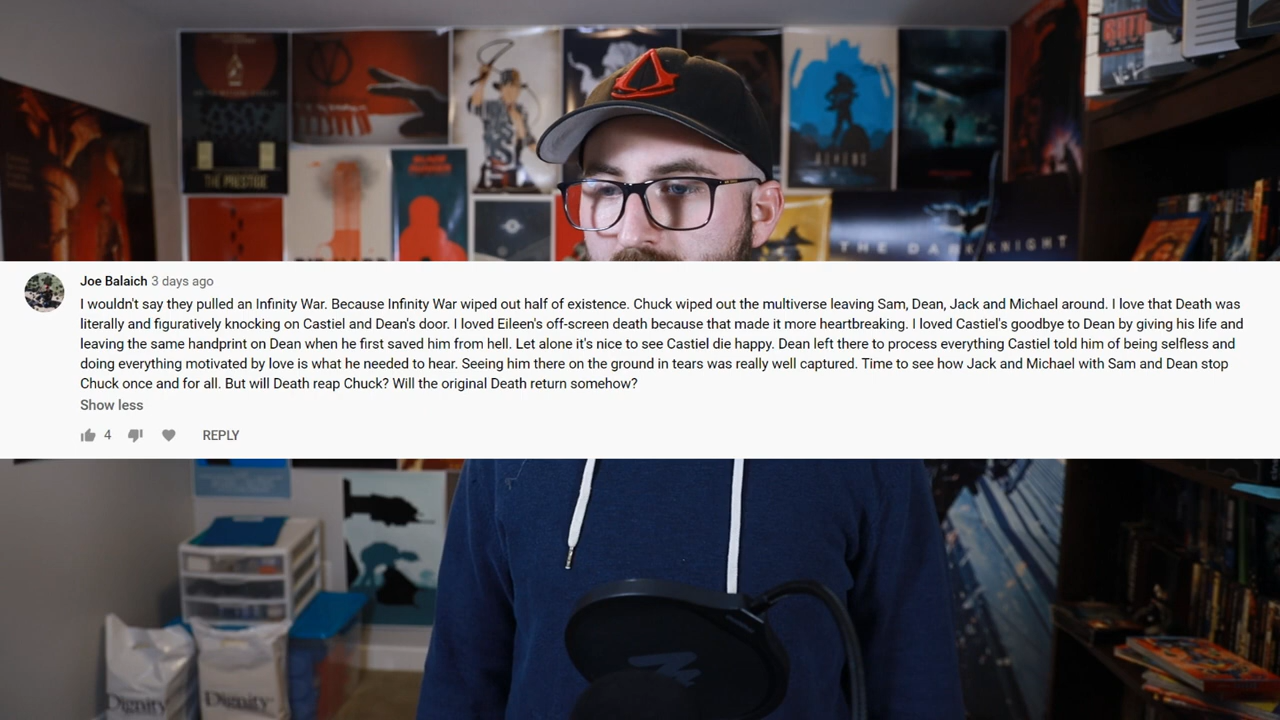 THE PRESTIGE
ALIENS
THE DARK KNIGHT
Joe Balaich 3 days ago
I wouldn't say they pulled an Infinity War. Because Infinity War wiped out half of existence. Chuck wiped out the multiverse leaving Sam, Dean, Jack and Michael around. I love that Death was
literally and figuratively knocking on Castiel and Dean's door. I loved Eileen's off-screen death because that made it more heartbreaking. I loved Castiel's goodbye to Dean by giving his life and
leaving the same handprint on Dean when he first saved him from hell. Let alone it's nice to see Castiel die happy. Dean left there to process everything Castiel told him of being selfless and
doing everything motivated by love is what he needed to hear. Seeing him there on the ground in tears was really well captured. Time to see how Jack and Michael with Sam and Dean stop
Chuck once and for all. But will Death reap Chuck? Will the original Death return somehow?
Show less
4 REPLY
Dignity
Dignity